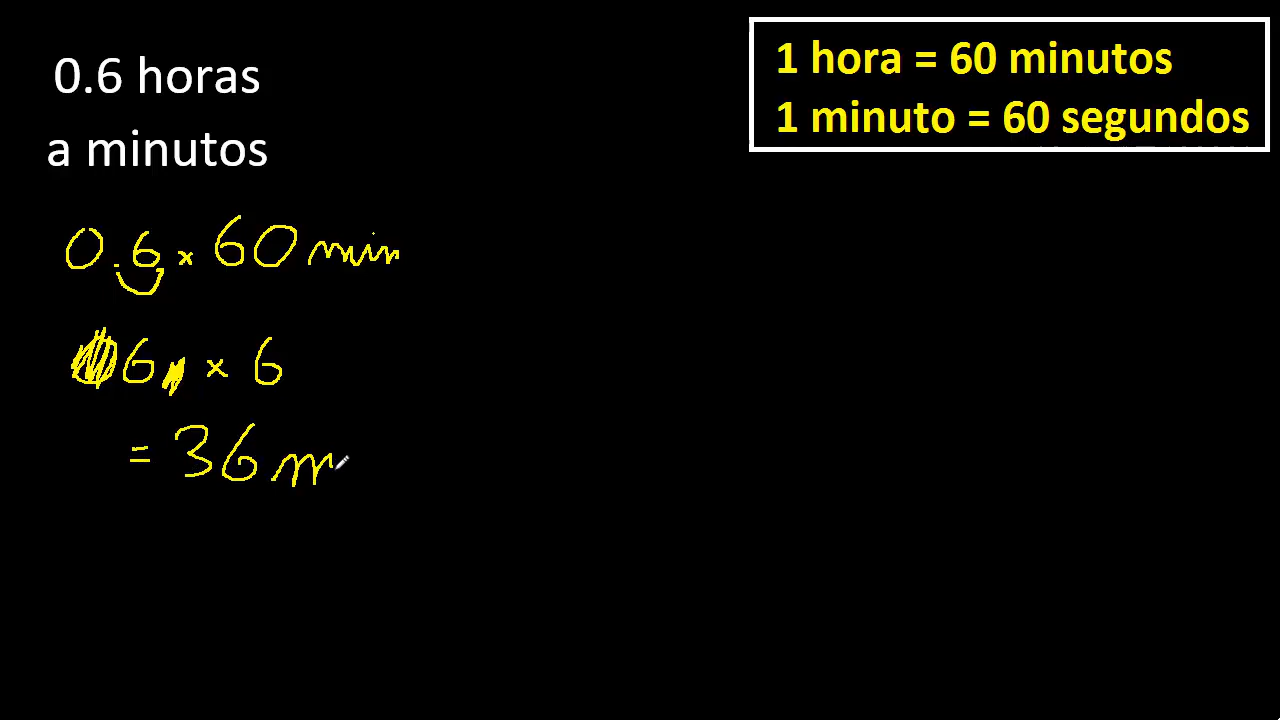 0.6 horas
a minutos
1 hora = 60 minutos
1 minuto = 60 segundos
0.6 × 60 min
6 × 6
= 36 m